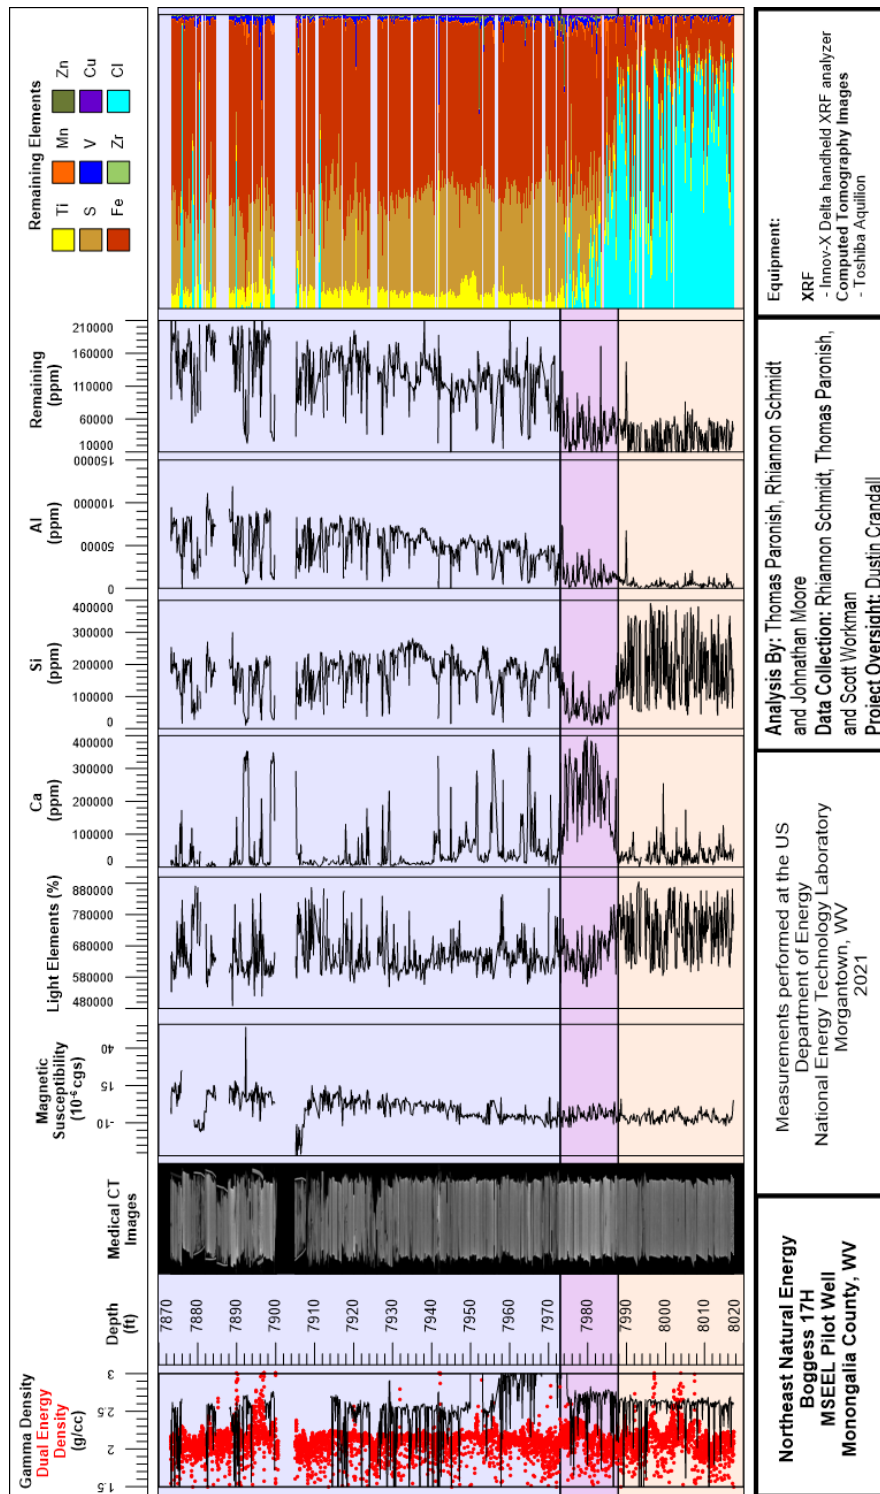 Gamma Density
Dual Energy
Density
(g/cc)
1.5
2
2.5
3
Depth
(ft)
7870
7880
7890
7900
7910
7920
7930
7940
7950
7960
7970
7980
7990
8000
8010
8020
Medical CT
Images
Magnetic
Susceptibility
(10⁻⁶ cgs)
-10
15
40
Light Elements (%)
480000
580000
680000
780000
880000
Ca
(ppm)
0
100000
200000
300000
400000
Si
(ppm)
0
100000
200000
300000
400000
Al
(ppm)
0
50000
100000
150000
Remaining
(ppm)
10000
60000
110000
160000
210000
Remaining Elements
Ti Mn Zn
S V Cu
Fe Zr Cl
Northeast Natural Energy
Boggess 17H
MSEEL Pilot Well
Monongalia County, WV
Measurements performed at the US
Department of Energy
National Energy Technology Laboratory
Morgantown, WV
2021
Analysis By: Thomas Paronish, Rhiannon Schmidt
and Johnathan Moore
Data Collection: Rhiannon Schmidt, Thomas Paronish,
and Scott Workman
Project Oversight: Dustin Crandall
Equipment:
XRF
- Innov-X Delta handheld XRF analyzer
Computed Tomography Images
- Toshiba Aquilion